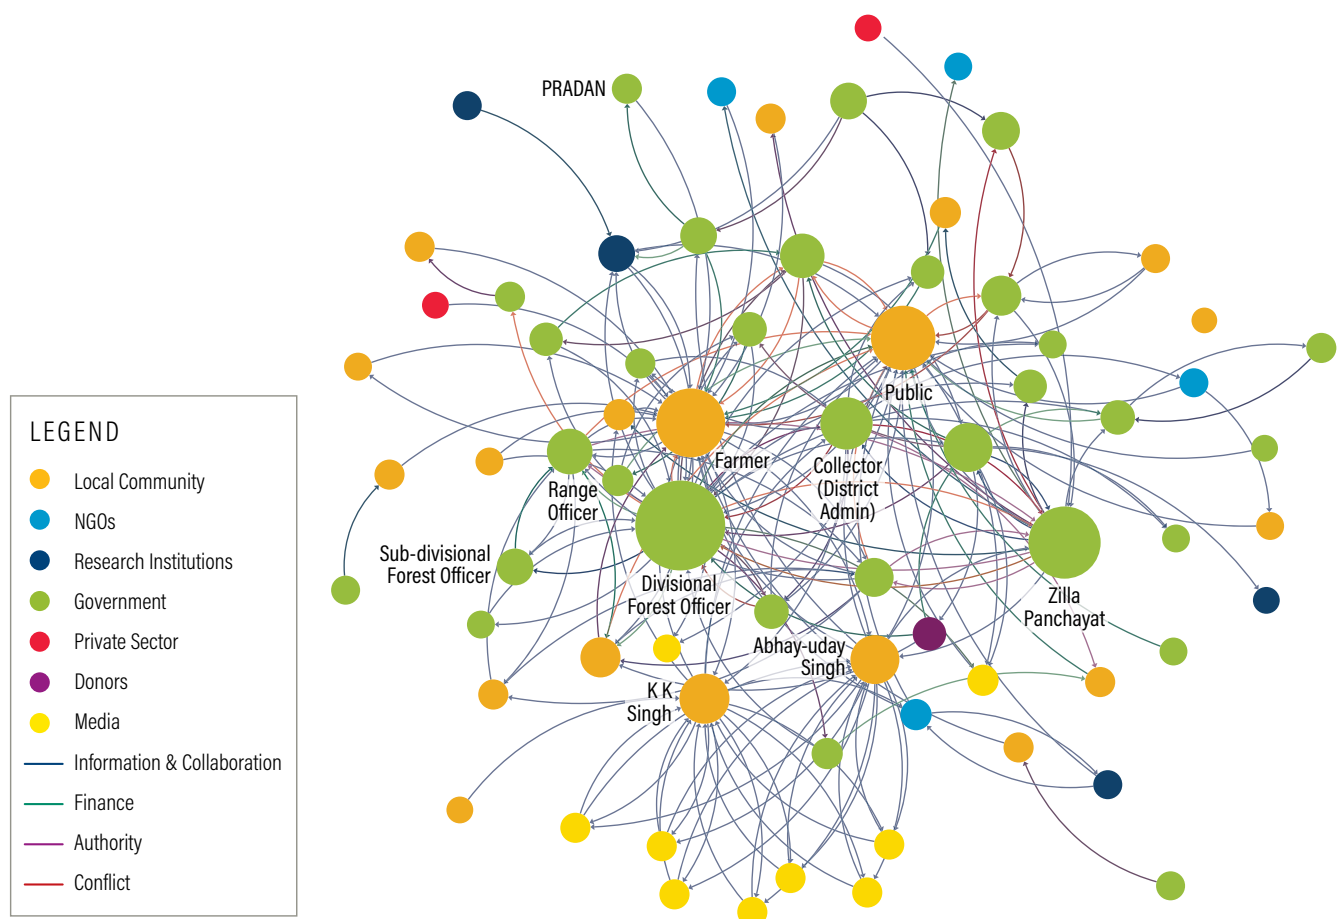 PRADAN
Public
Farmer
Collector
(District
Admin)
Range
Officer
Sub-divisional
Forest Officer
Divisional
Forest Officer
Zilla
Panchayat
Abhay-uday
Singh
K K
Singh
LEGEND
Local Community
NGOs
Research Institutions
Government
Private Sector
Donors
Media
Information & Collaboration
Finance
Authority
Conflict